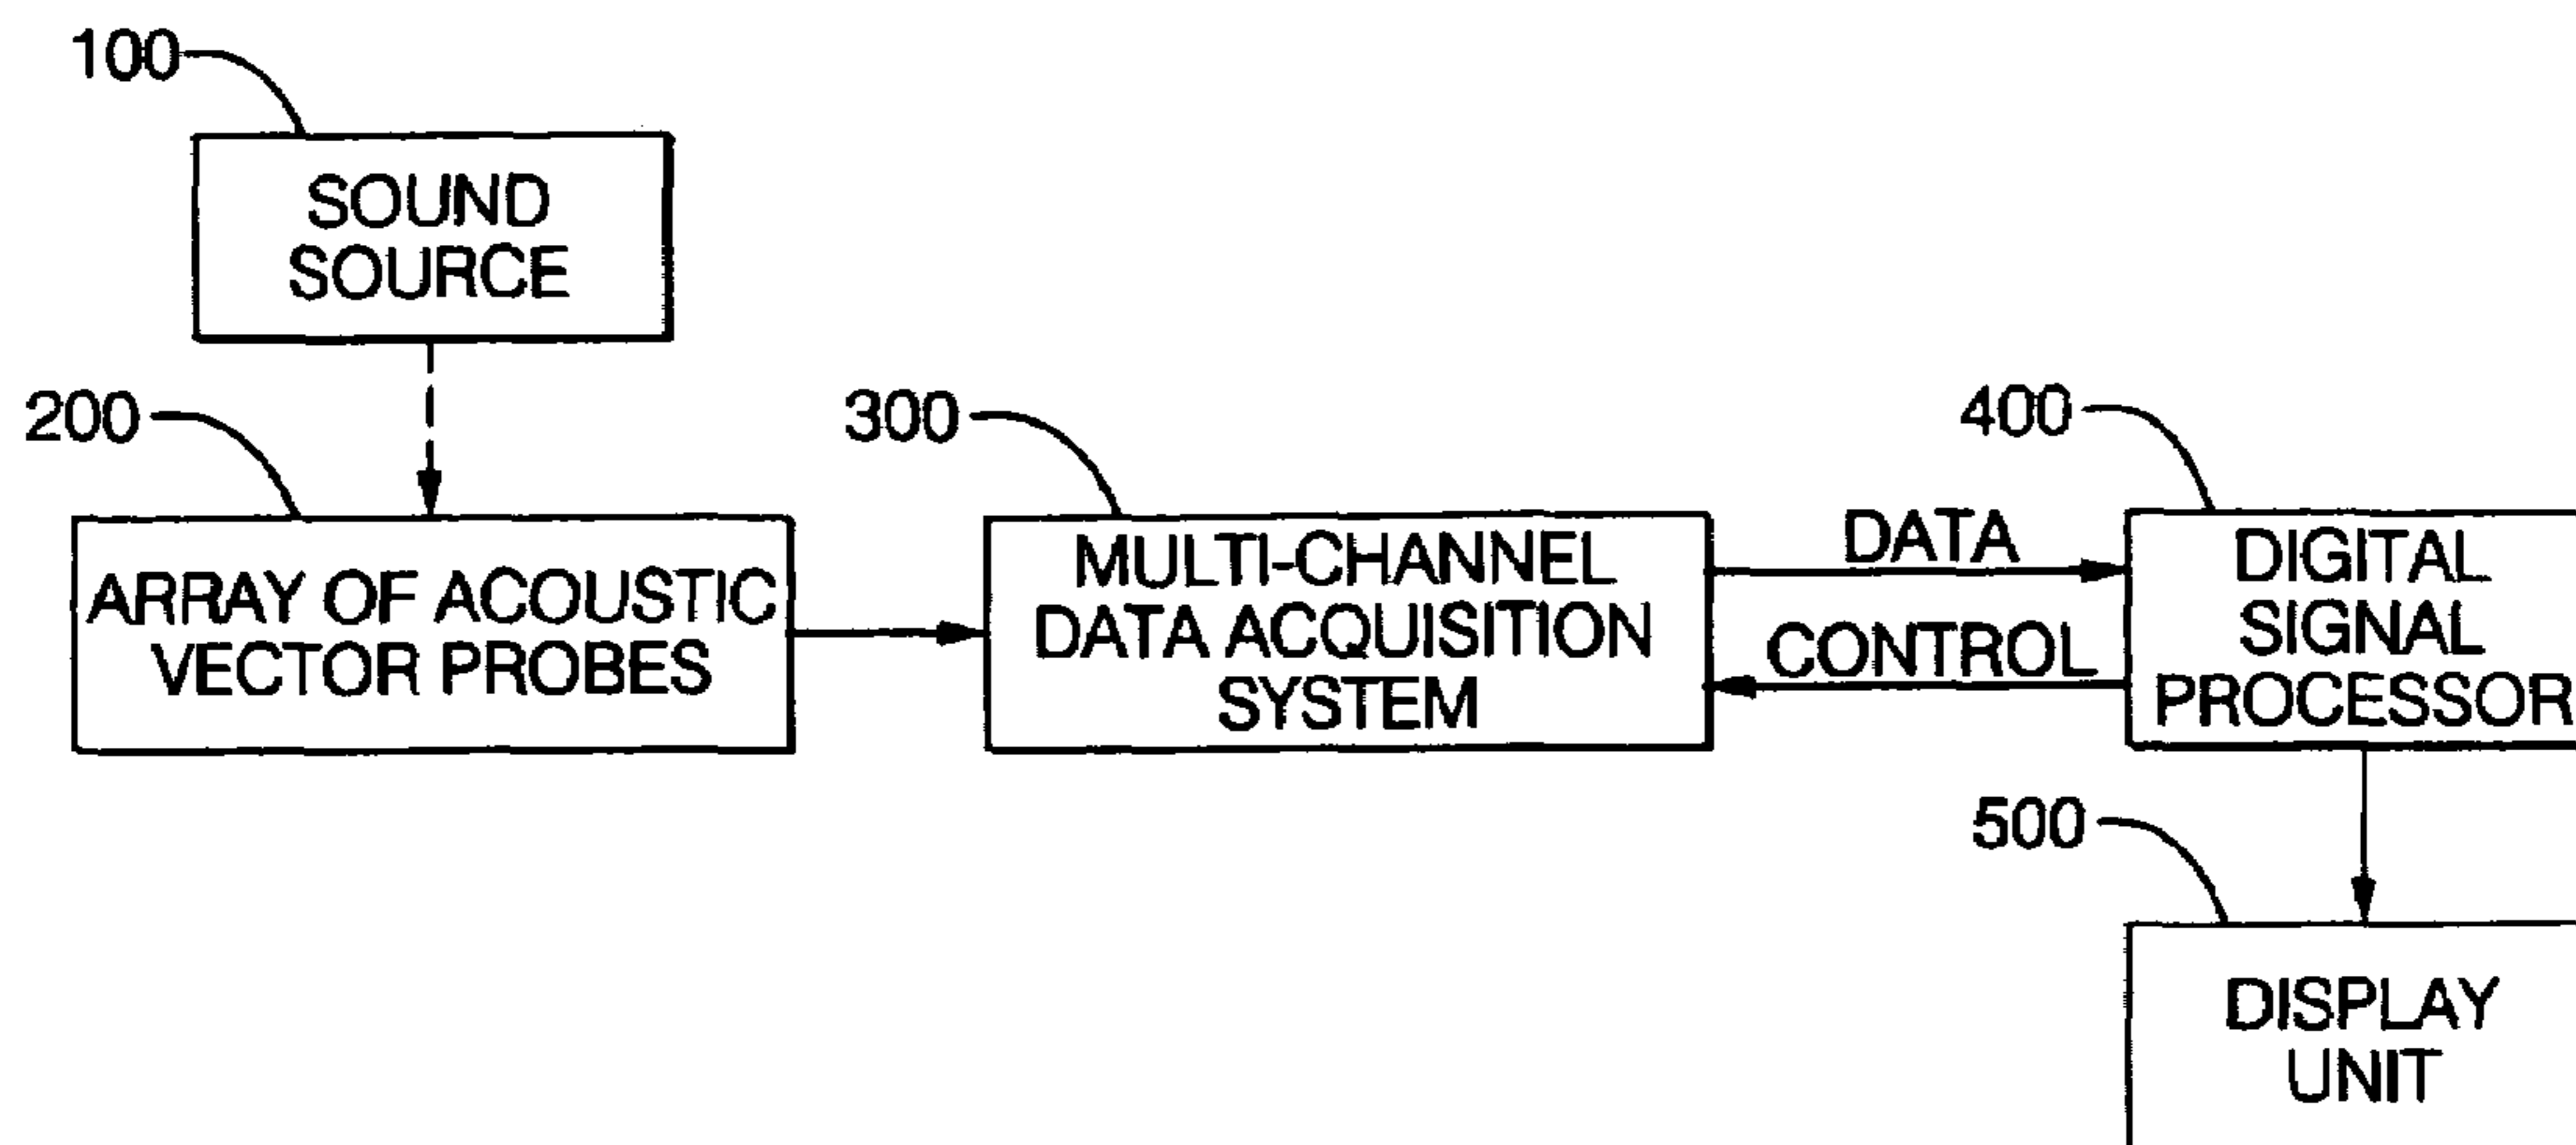 100
SOUND
SOURCE
200
ARRAY OF ACOUSTIC
VECTOR PROBES
300
MULTI-CHANNEL
DATA ACQUISITION
SYSTEM
DATA
CONTROL
400
DIGITAL
SIGNAL
PROCESSOR
500
DISPLAY
UNIT